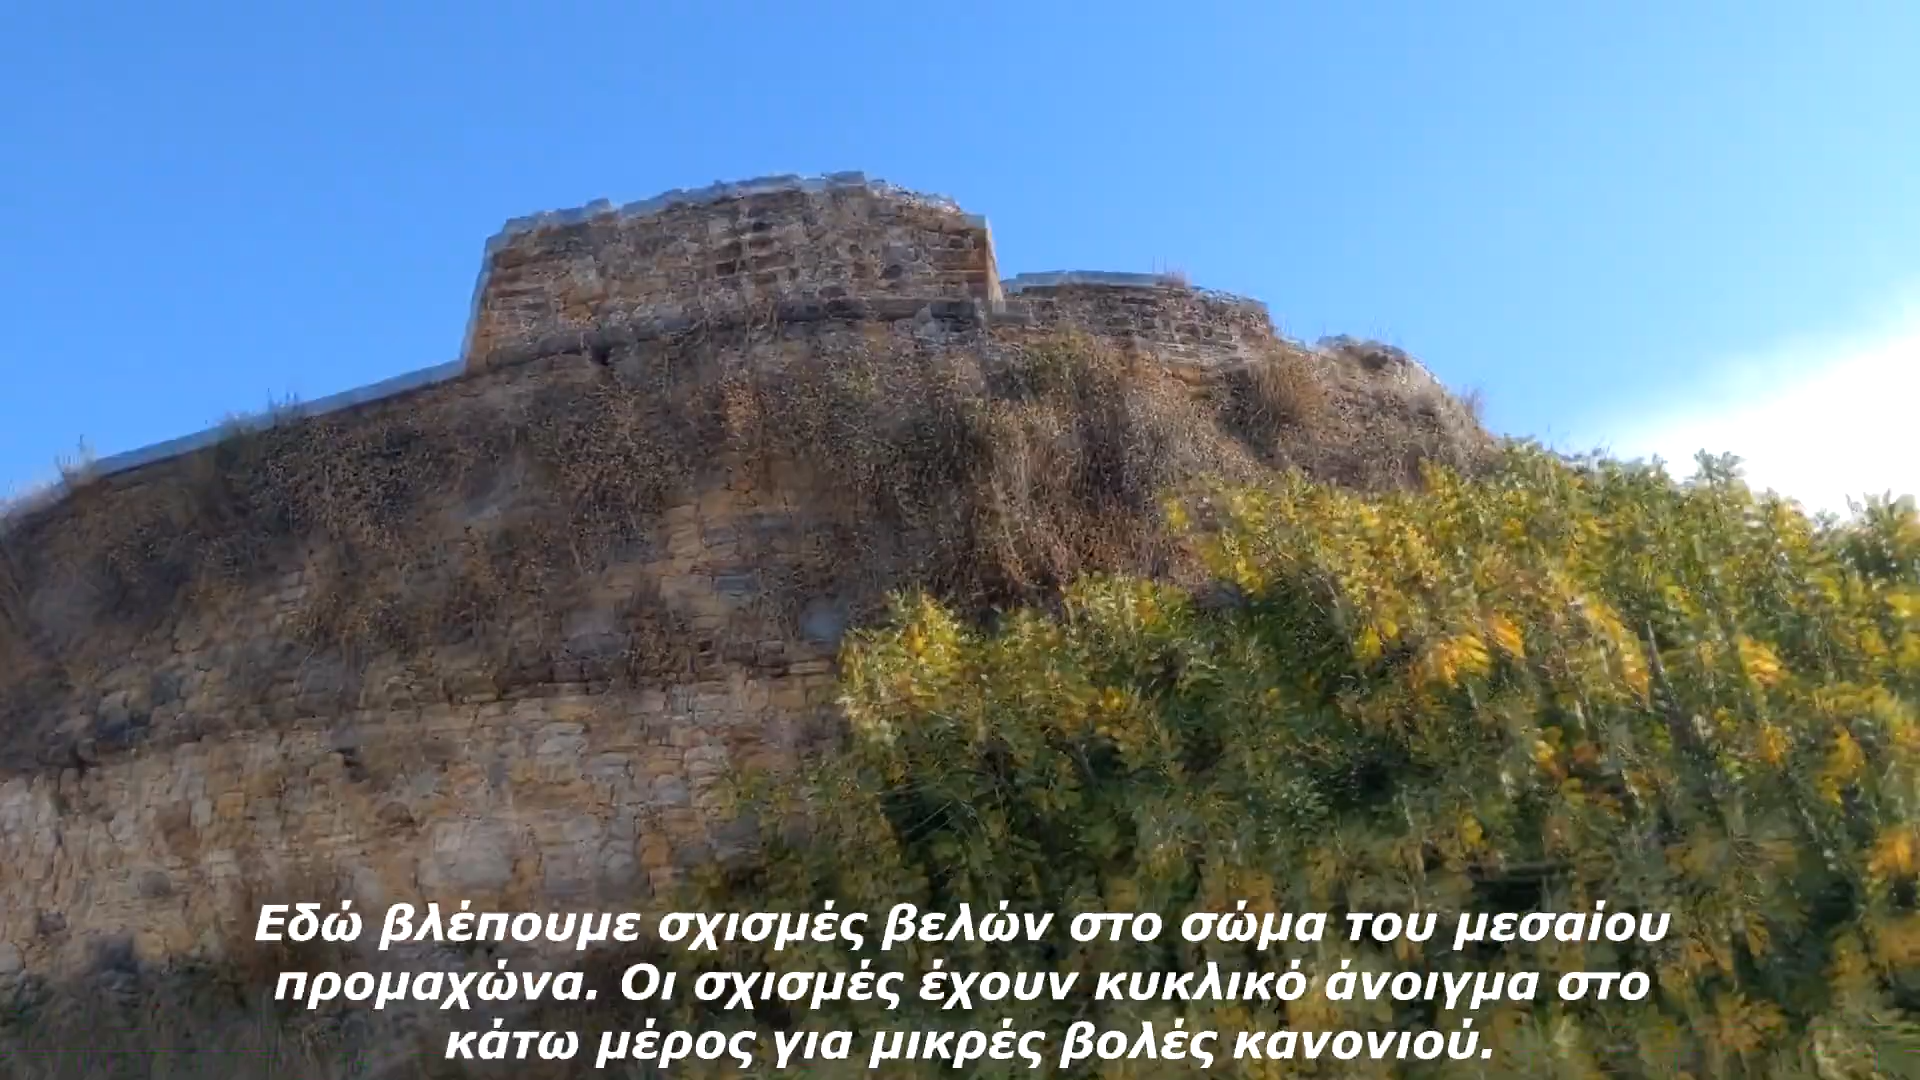 Εδώ βλέπουμε σχισμές βελών στο σώμα του μεσαίου
προμαχώνα. Οι σχισμές έχουν κυκλικό άνοιγμα στο
κάτω μέρος για μικρές βολές κανονιού.